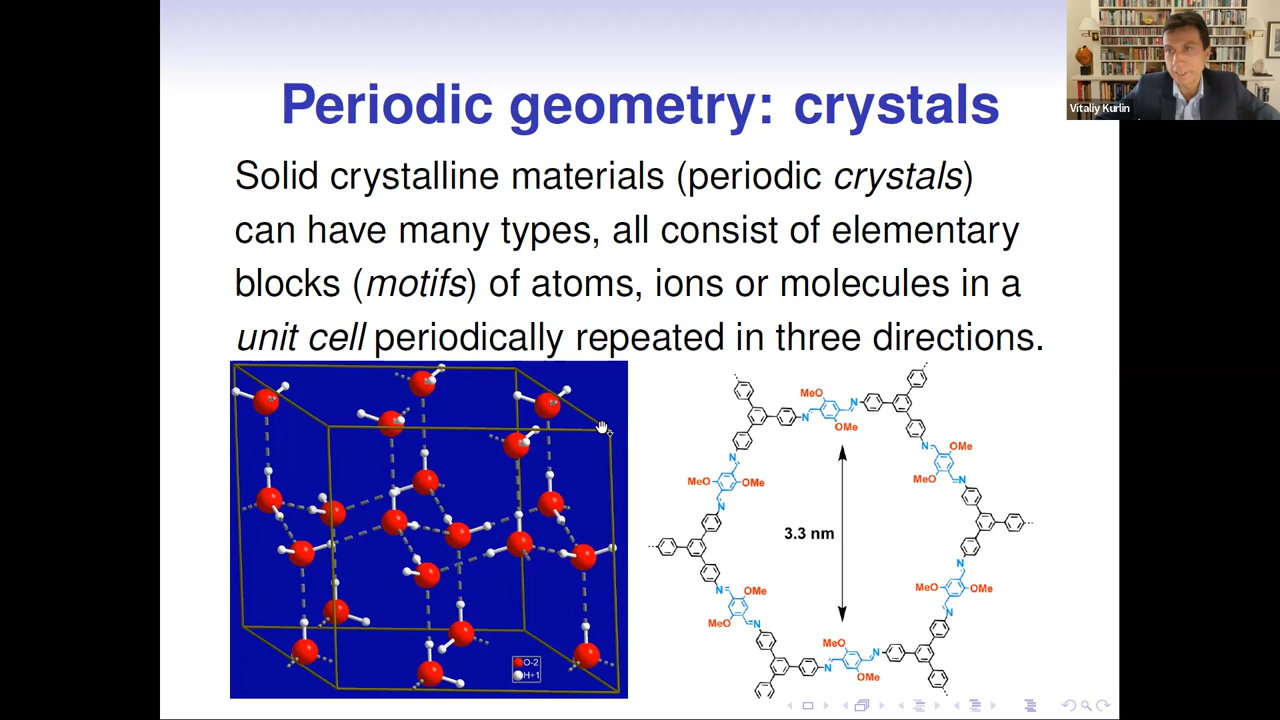 Vitaliy Kurlin
Periodic geometry: crystals
Solid crystalline materials (periodic crystals)
can have many types, all consist of elementary
blocks (motifs) of atoms, ions or molecules in a
unit cell periodically repeated in three directions.
O-2
H+1
MeO
N
OMe
N
N
OMe
MeO
MeO
OMe
N
N
3.3 nm
N
N
OMe
MeO
MeO
OMe
N
N
MeO
N
N
OMe